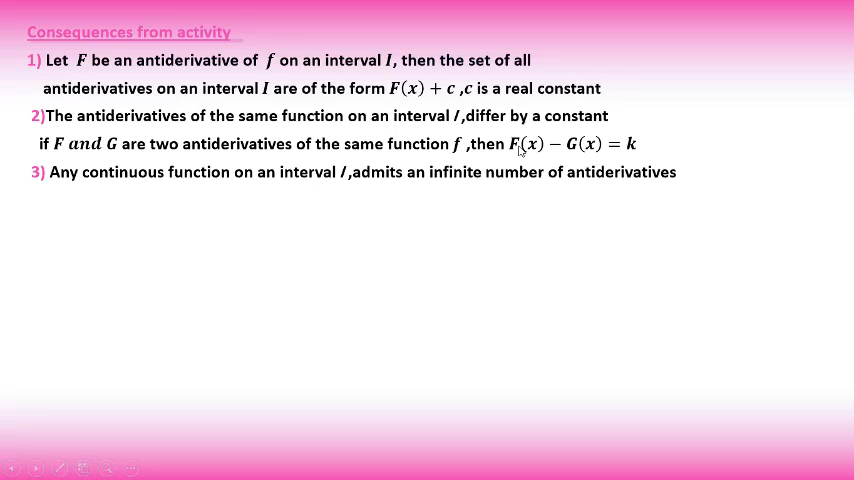 Consequences from activity
1) Let F be an antiderivative of f on an interval I, then the set of all
antiderivatives on an interval I are of the form F(x) + c ,c is a real constant
2)The antiderivatives of the same function on an interval I,differ by a constant
if F and G are two antiderivatives of the same function f ,then F(x) − G(x) = k
3) Any continuous function on an interval I,admits an infinite number of antiderivatives